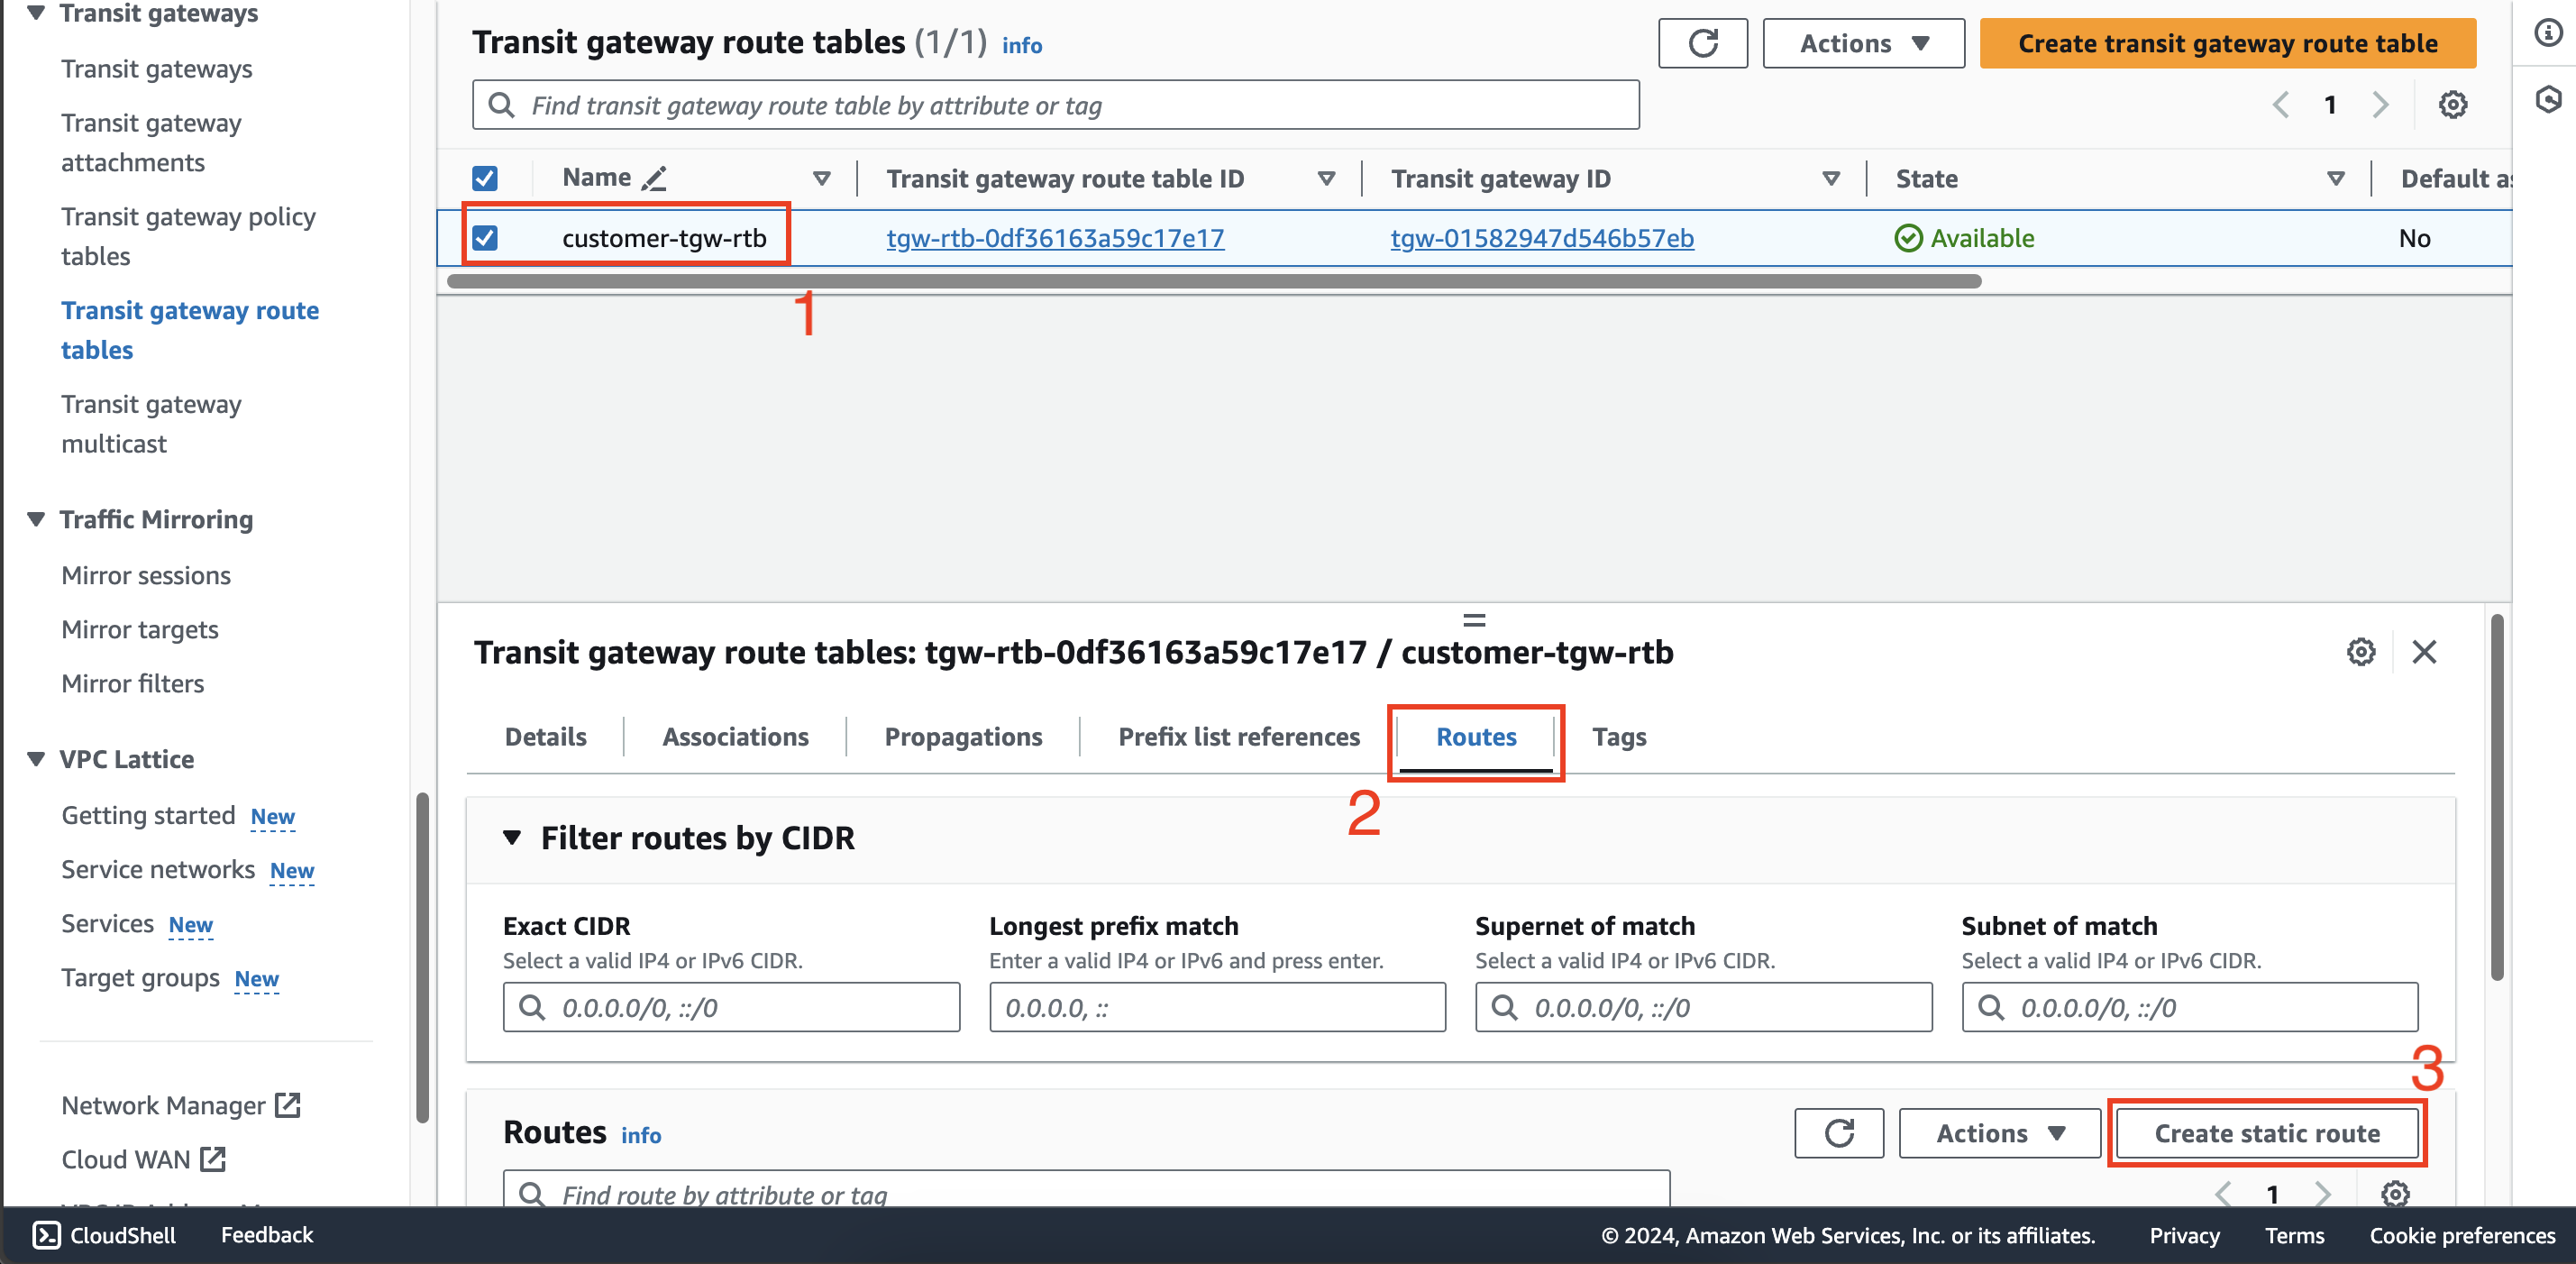 Transit gateways
Transit gateways
Transit gateway
attachments
Transit gateway policy
tables
Transit gateway route
tables
Transit gateway
multicast
Traffic Mirroring
Mirror sessions
Mirror targets
Mirror filters
VPC Lattice
Getting started New
Service networks New
Services New
Target groups New
Network Manager
Cloud WAN
Transit gateway route tables (1/1) info
Actions
Create transit gateway route table
Find transit gateway route table by attribute or tag
1
Name
Transit gateway route table ID
Transit gateway ID
State
Default as
customer-tgw-rtb
tgw-rtb-0df36163a59c17e17
tgw-01582947d546b57eb
Available
No
1
Transit gateway route tables: tgw-rtb-0df36163a59c17e17 / customer-tgw-rtb
Details
Associations
Propagations
Prefix list references
Routes
Tags
2
Filter routes by CIDR
Exact CIDR
Select a valid IP4 or IPv6 CIDR.
0.0.0.0/0, ::/0
Longest prefix match
Enter a valid IP4 or IPv6 and press enter.
0.0.0.0, ::
Supernet of match
Select a valid IP4 or IPv6 CIDR.
0.0.0.0/0, ::/0
Subnet of match
Select a valid IP4 or IPv6 CIDR.
0.0.0.0/0, ::/0
3
Routes info
Actions
Create static route
Find route by attribute or tag
1
CloudShell
Feedback
© 2024, Amazon Web Services, Inc. or its affiliates.
Privacy
Terms
Cookie preferences